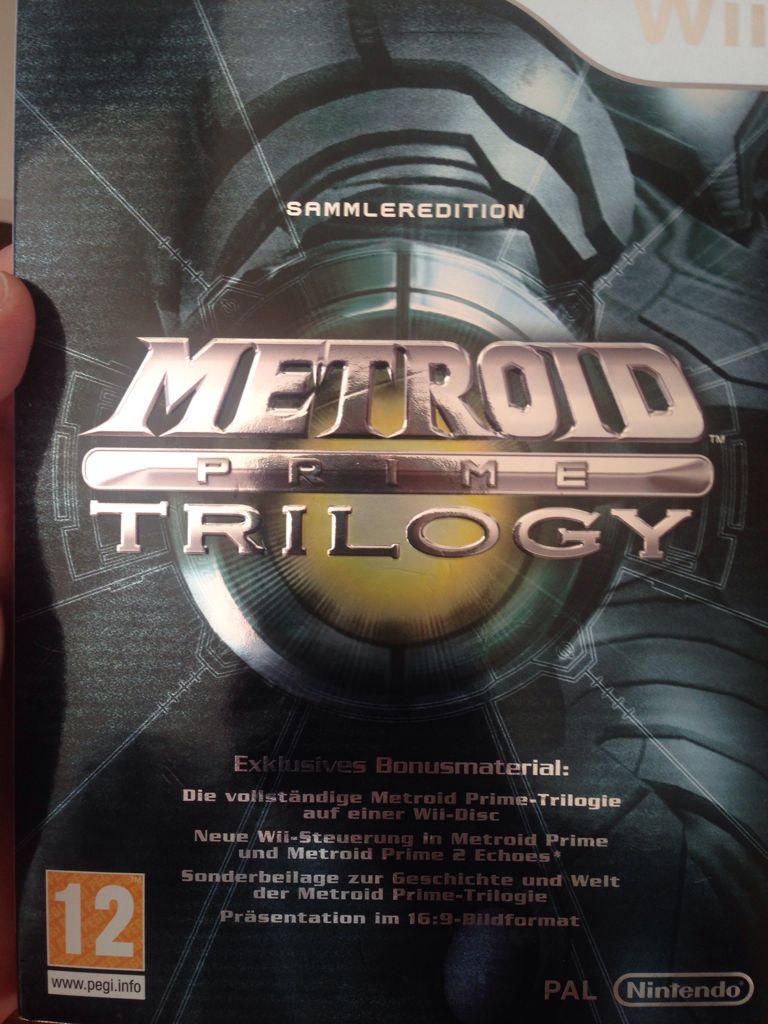 Wii
SAMMLEREDITION
METROID
TM
PRIME
TRILOGY
Exklusives Bonusmaterial:
Die vollständige Metroid Prime-Trilogie
auf einer Wii-Disc
Neue Wii-Steuerung in Metroid Prime
und Metroid Prime 2 Echoes*
Sonderbeilage zur Geschichte und Welt
der Metroid Prime-Trilogie
Präsentation im 16:9-Bildformat
12
TM
www.pegi.info
PAL
Nintendo